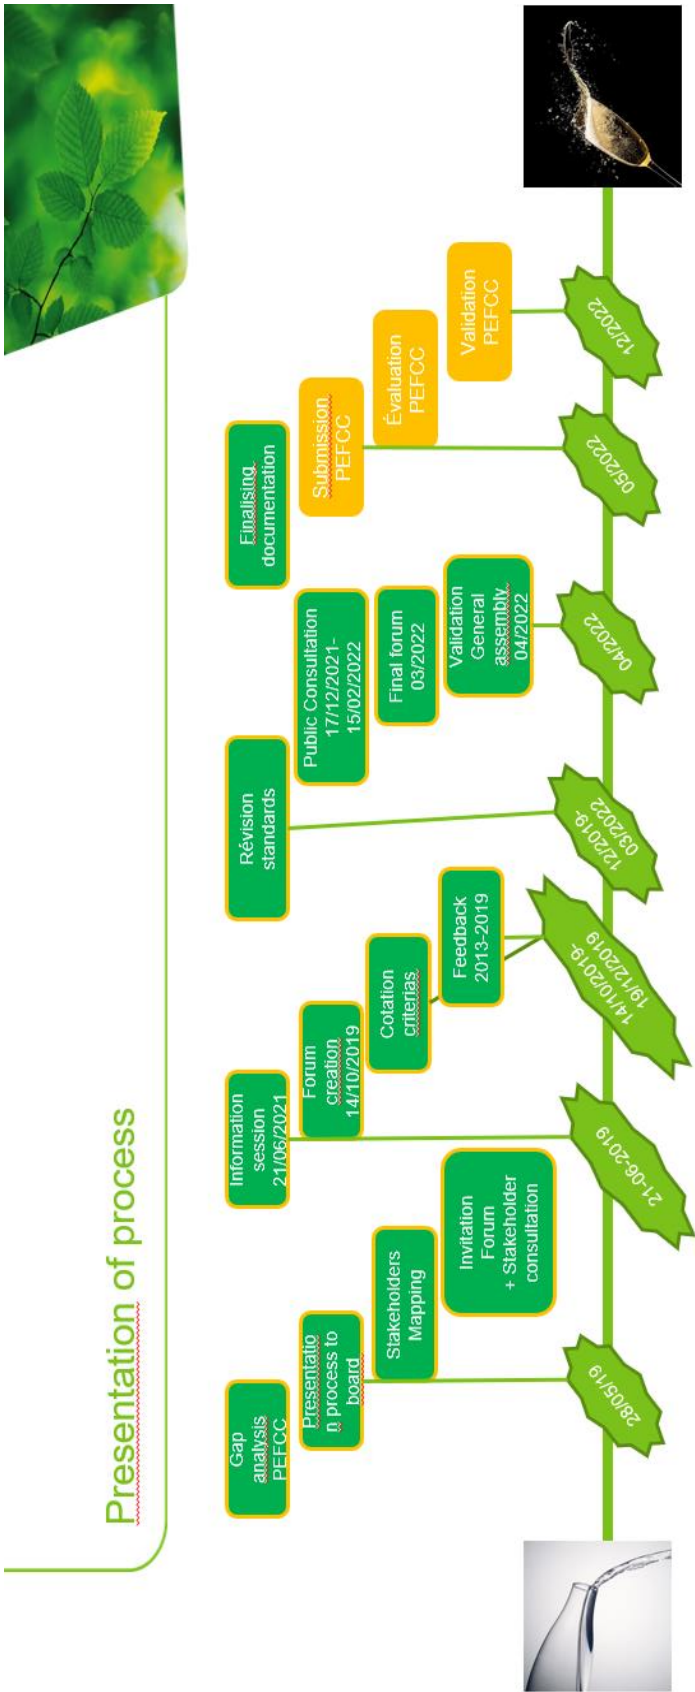 Presentation of process
Gap
analysis
PEFCC
Presentatio
n process to
board
Stakeholders
Mapping
Invitation
Forum
+ Stakeholder
consultation
Information
session
21/06/2021
Forum
creation
14/10/2019
Cotation
criterias
Feedback
2013-2019
Révision
standards
Public Consultation
17/12/2021-
15/02/2022
Final forum
03/2022
Validation
General
assembly
04/2022
Finalising
documentation
Submission
PEFCC
Évaluation
PEFCC
Validation
PEFCC
28/05/19
21-06-2019
14/10/2019-
19/12/2019
12/2019-
03/2022
04/2022
05/2022
12/2022